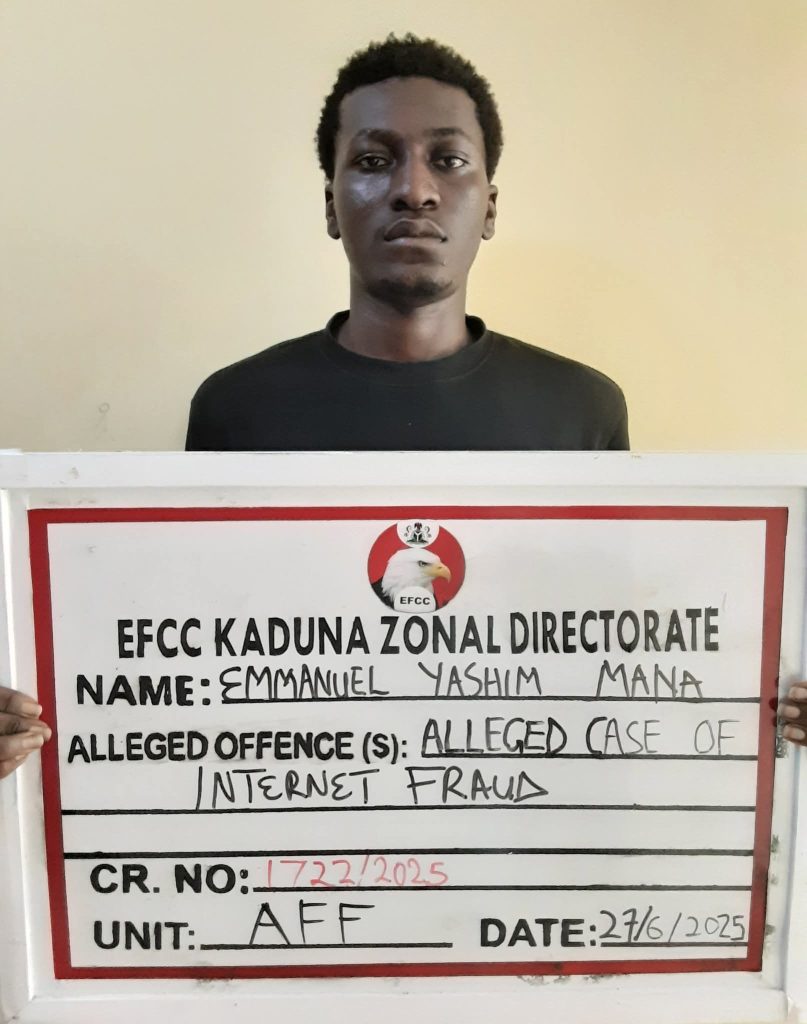 EFCC
EFCC KADUNA ZONAL DIRECTORATE
NAME: EMMANUEL YASHIM MANA
ALLEGED OFFENCE (S): ALLEGED CASE OF
INTERNET FRAUD
CR. NO: 1722/2025
UNIT: AFF DATE: 27/6/2025